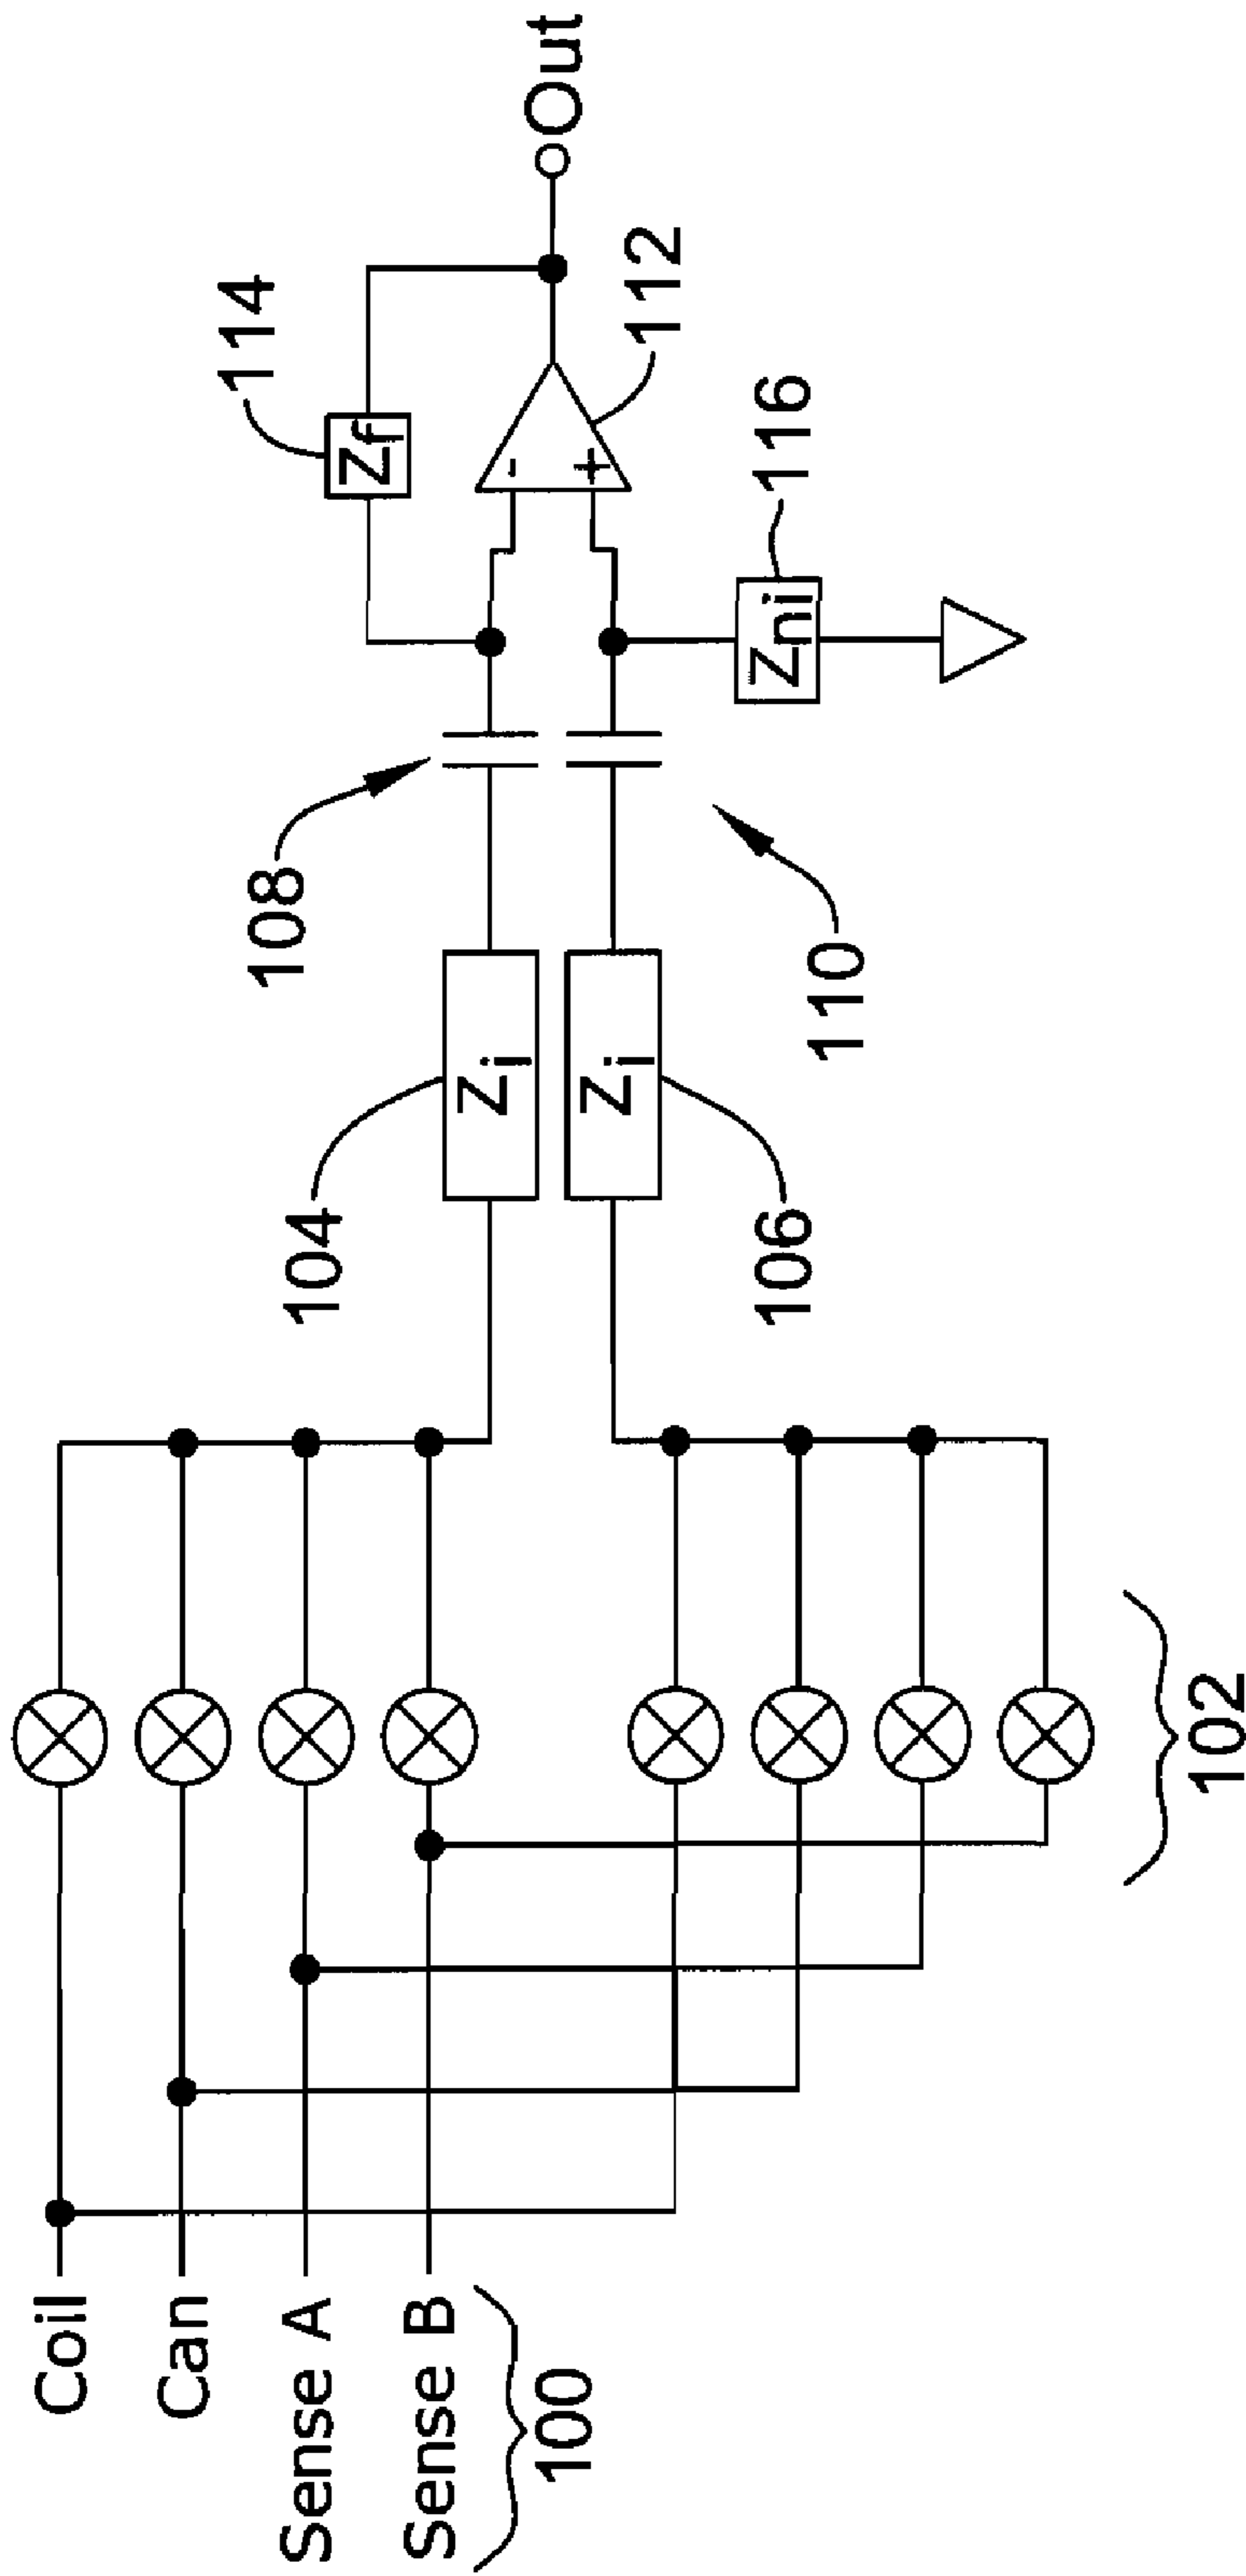 Coil
Can
Sense A
Sense B
100
102
104
Zi
Zi
106
108
110
114
Zf
-
+
112
Zni
116
Out